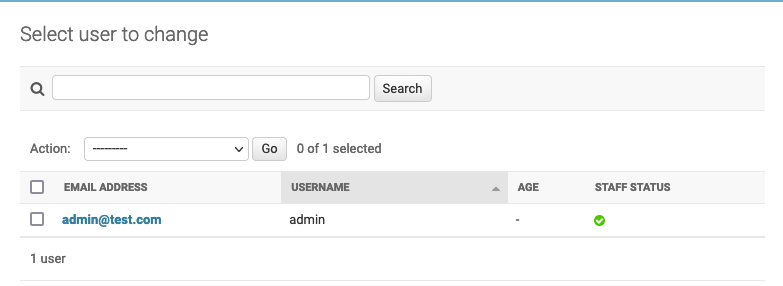 Select user to change
Search
Action: --------- Go 0 of 1 selected
EMAIL ADDRESS USERNAME AGE STAFF STATUS
admin@test.com admin -
1 user